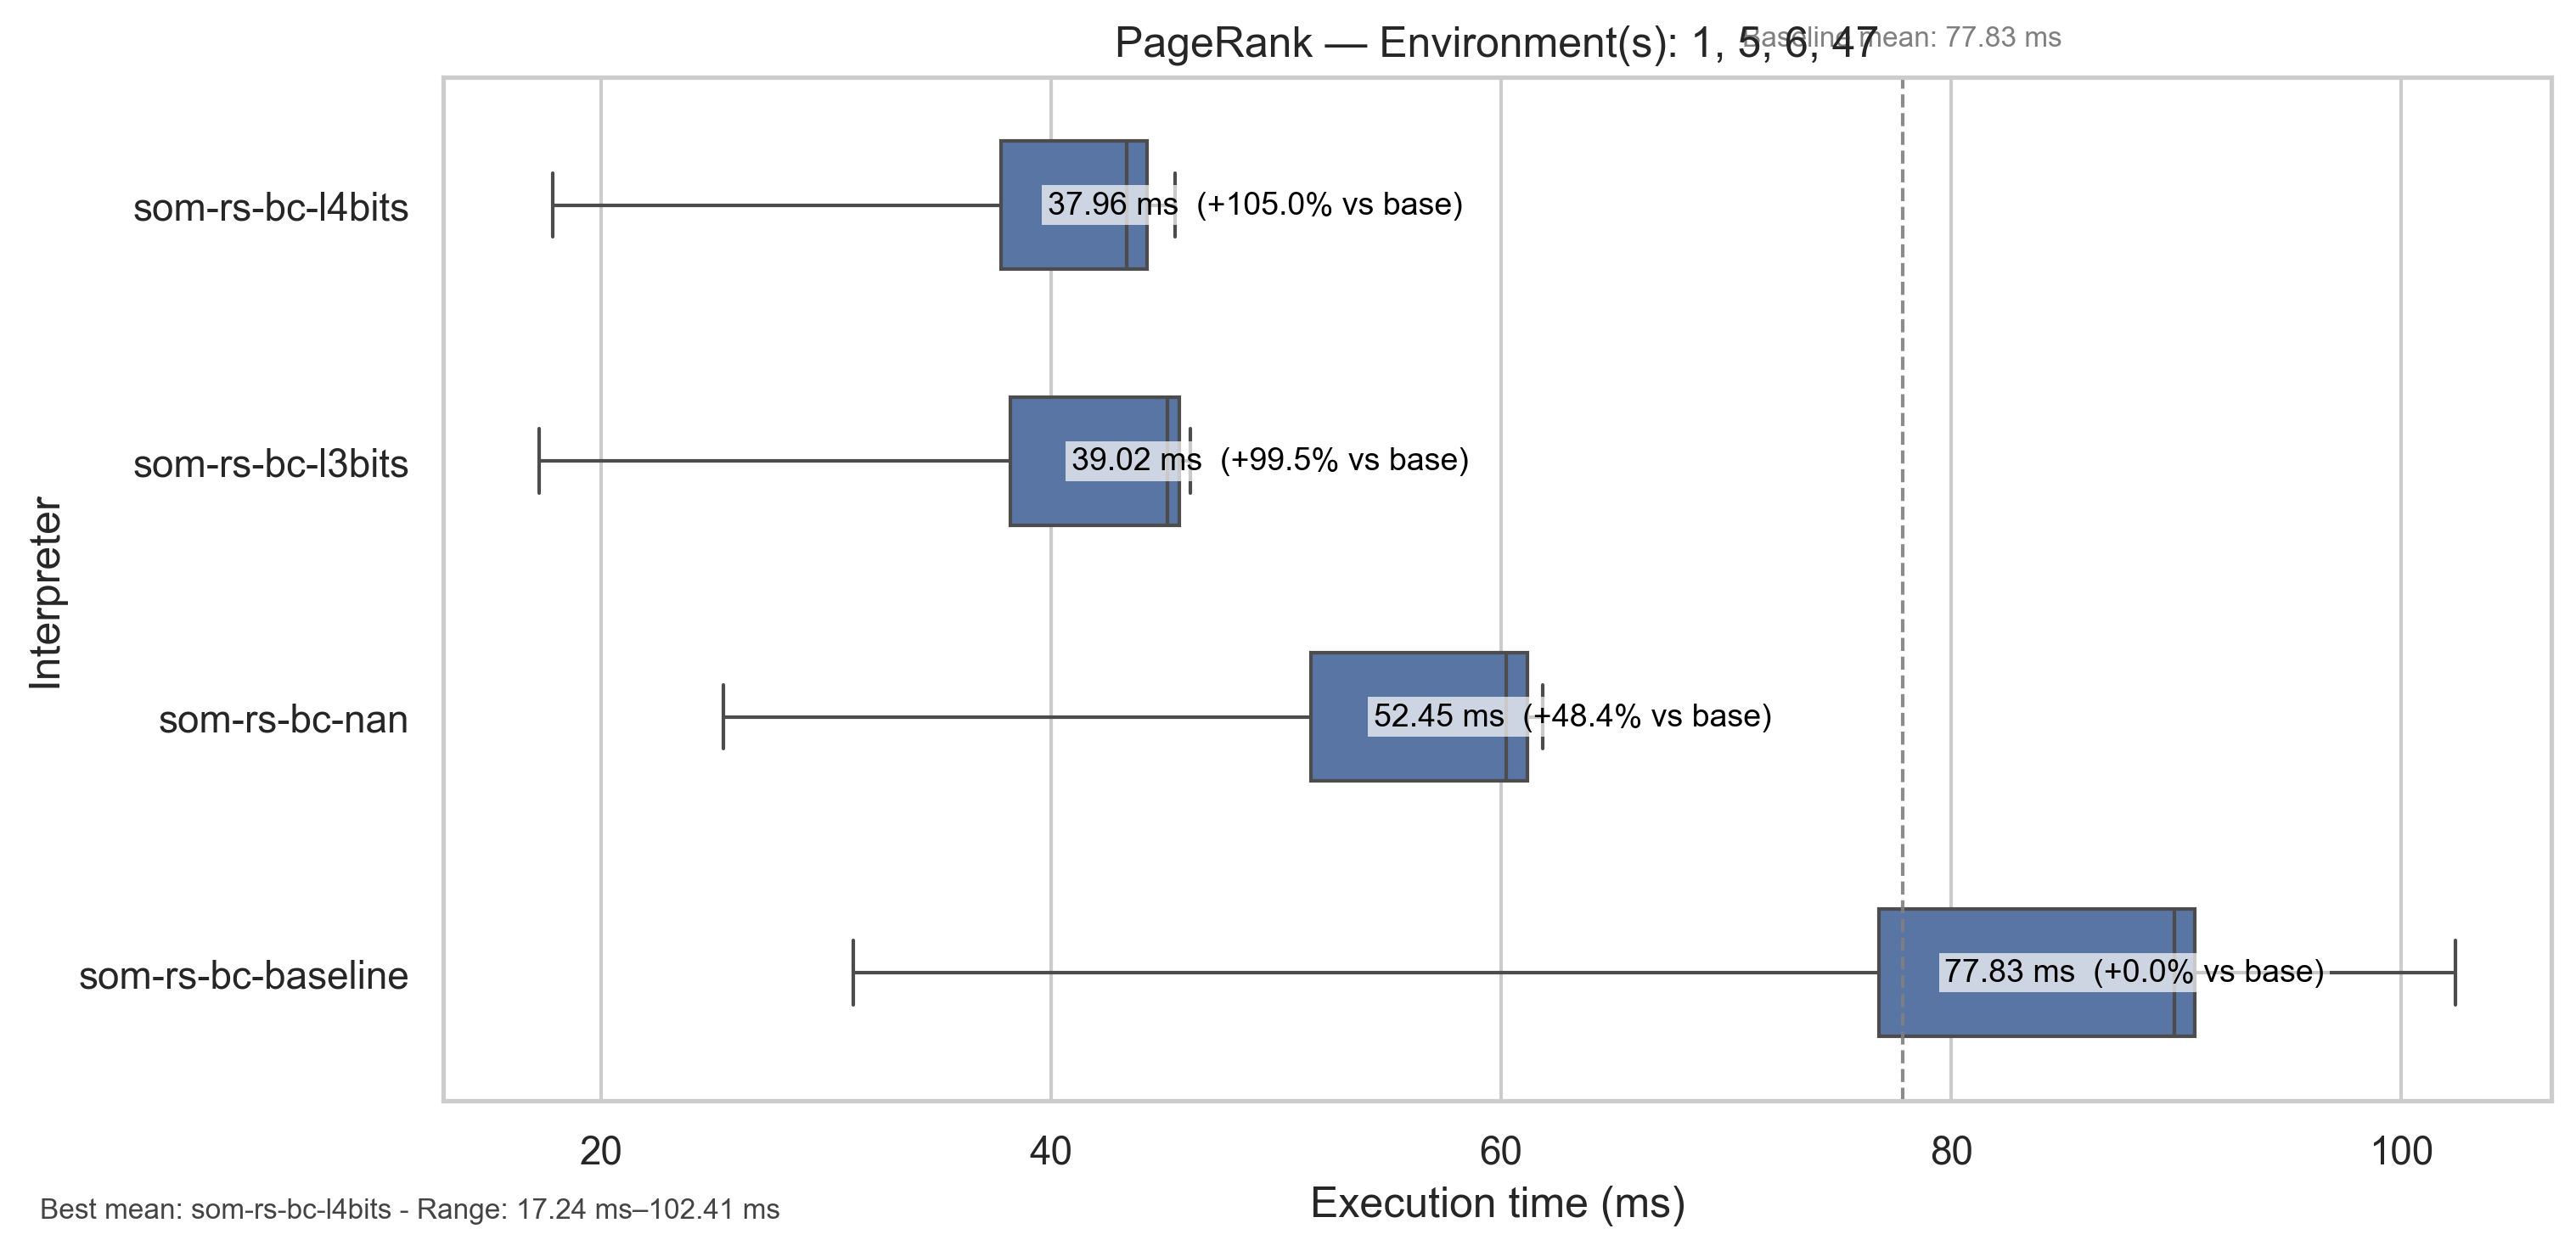 PageRank — Environment(s): 1, 5, 6, 47
Baseline mean: 77.83 ms
Interpreter
som-rs-bc-l4bits
37.96 ms (+105.0% vs base)
som-rs-bc-l3bits
39.02 ms (+99.5% vs base)
som-rs-bc-nan
52.45 ms (+48.4% vs base)
som-rs-bc-baseline
77.83 ms (+0.0% vs base)
20 40 60 80 100
Execution time (ms)
Best mean: som-rs-bc-l4bits - Range: 17.24 ms–102.41 ms